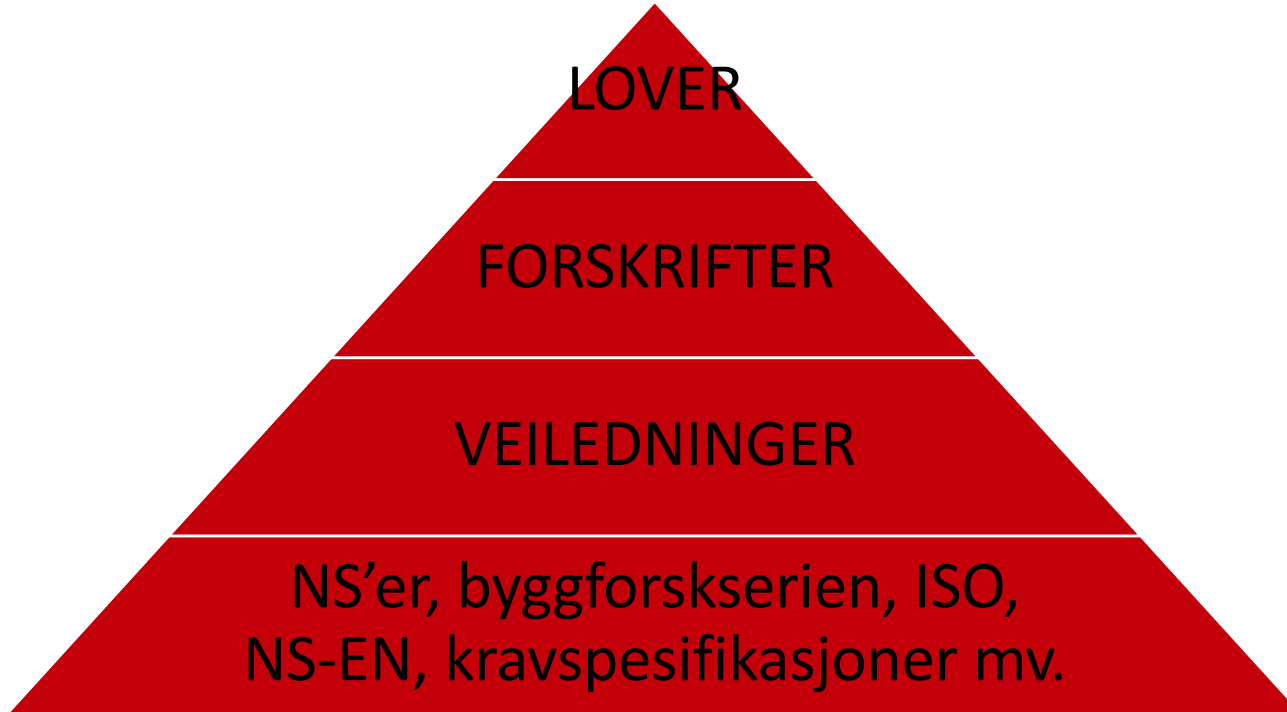 LOVER
FORSKRIFTER
VEILEDNINGER
NS’er, byggforskserien, ISO,
NS-EN, kravspesifikasjoner mv.